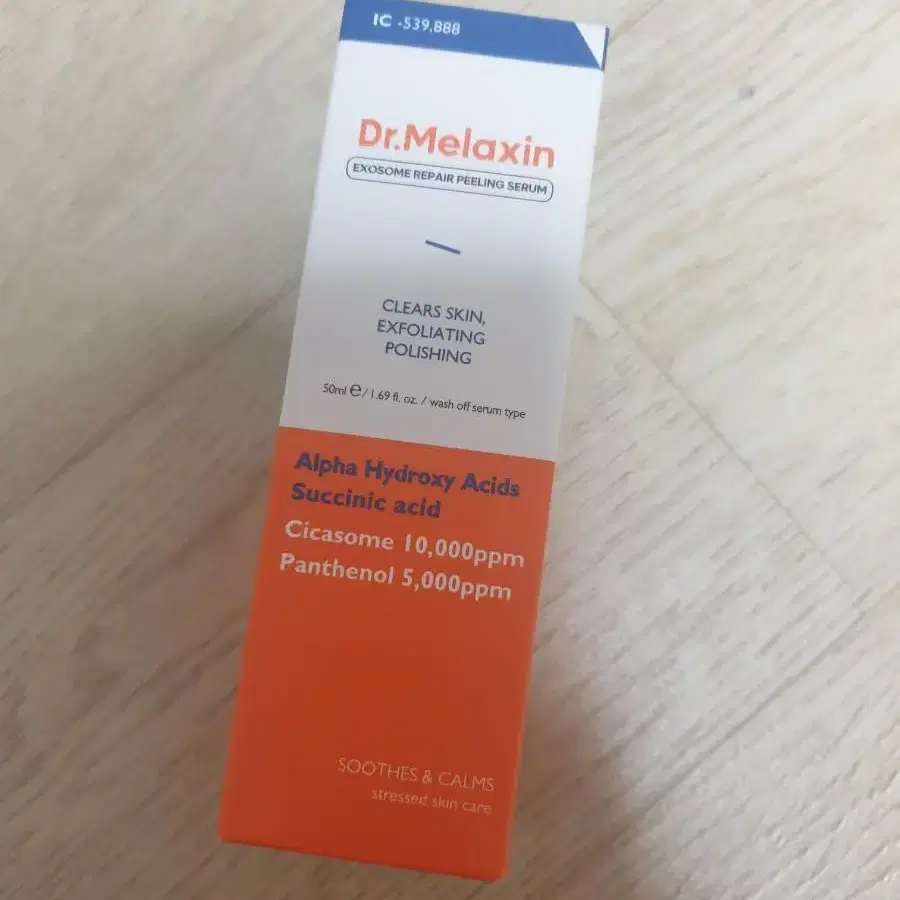 IC -539,888
Dr.Melaxin
EXOSOME REPAIR PEELING SERUM
CLEARS SKIN,
EXFOLIATING
POLISHING
50ml ℮ / 1.69 fl. oz. / wash off serum type
Alpha Hydroxy Acids
Succinic acid
Cicasome 10,000ppm
Panthenol 5,000ppm
SOOTHES & CALMS
stressed skin care